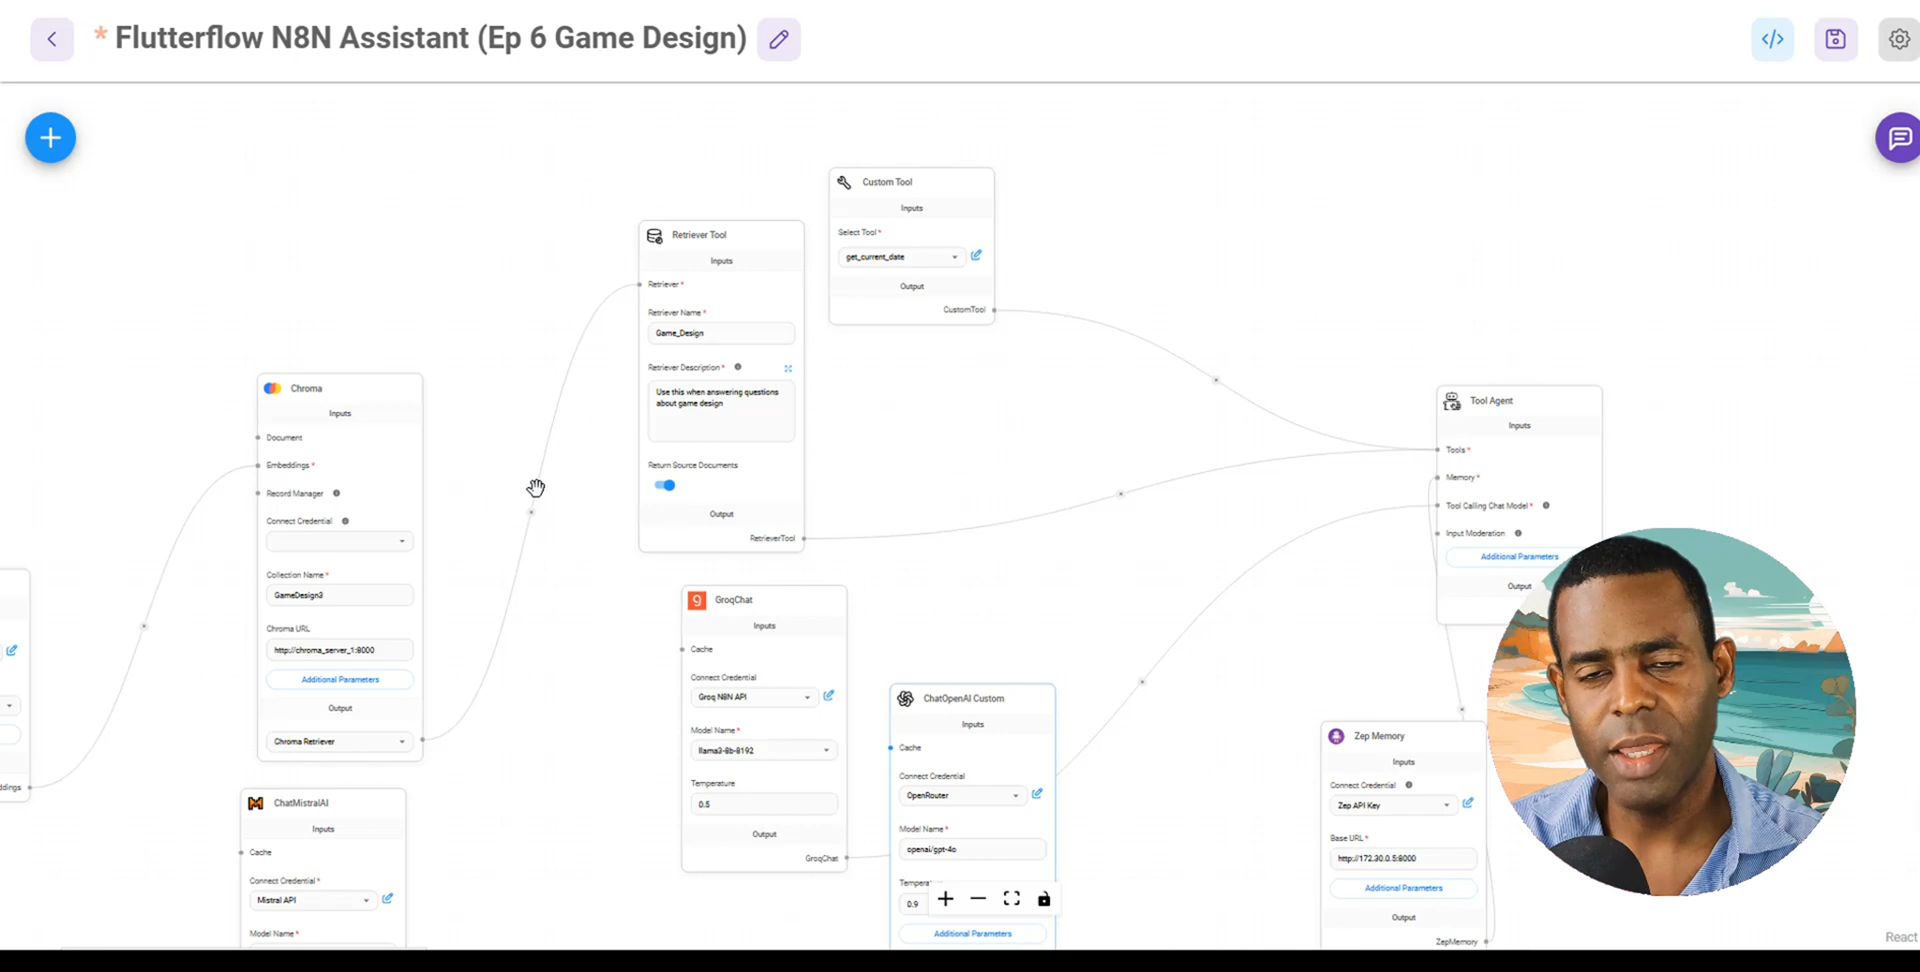 * Flutterflow N8N Assistant (Ep 6 Game Design)
Custom Tool
Inputs
Select Tool *
get_current_date
Output
CustomTool
Retriever Tool
Inputs
Retriever *
Retriever Name *
Game_Design
Retriever Description *
Use this when answering questions
about game design
Return Source Documents
Output
RetrieverTool
Chroma
Inputs
Document
Embeddings *
Record Manager
Connect Credential
Collection Name *
GameDesign3
Chroma URL
http://chroma_server_1:8000
Additional Parameters
Output
Chroma Retriever
ddings
ChatMistralAI
Inputs
Cache
Connect Credential *
Mistral API
Model Name *
GroqChat
Inputs
Cache
Connect Credential
Groq N8N API
Model Name *
llama3-8b-8192
Temperature
0.5
Output
GroqChat
ChatOpenAI Custom
Inputs
Cache
Connect Credential
OpenRouter
Model Name *
openai/gpt-4o
Temperat
0.9
Additional Parameters
Tool Agent
Inputs
Tools *
Memory *
Tool Calling Chat Model *
Input Moderation
Additional Parameters
Output
Zep Memory
Inputs
Connect Credential
Zep API Key
Base URL *
http://172.30.0.5:8000
Additional Parameters
Output
ZepMemory
React